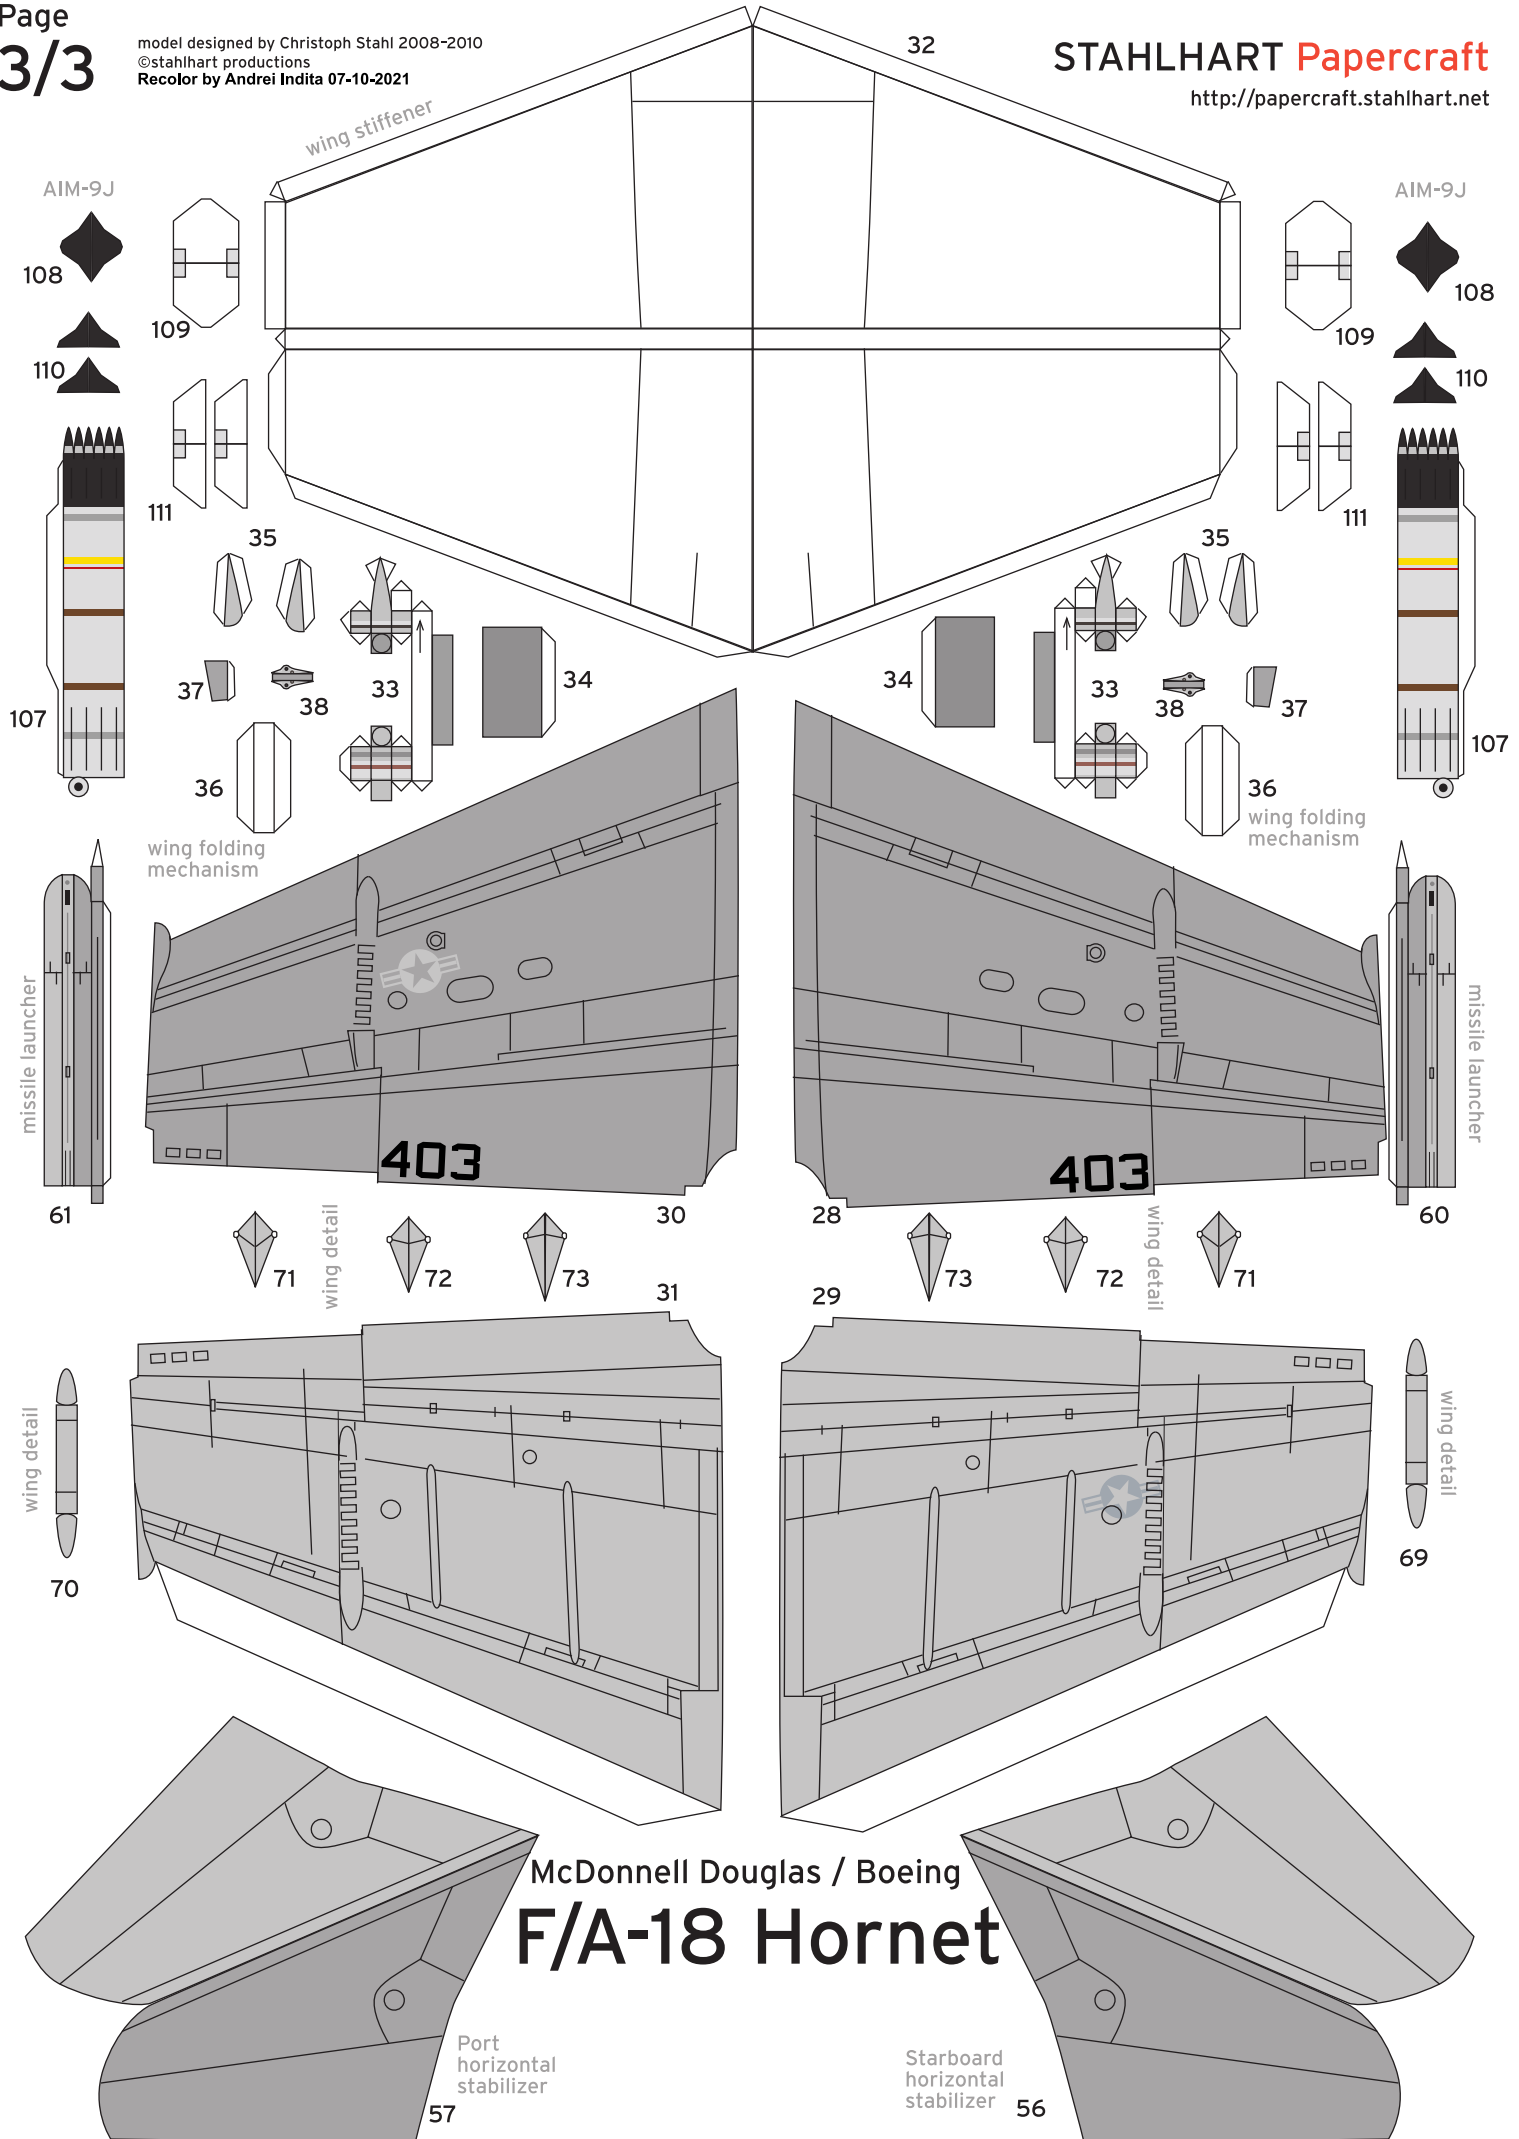 Page
3/3
model designed by Christoph Stahl 2008-2010
©stahlhart productions
Recolor by Andrei Indita 07-10-2021
32
STAHLHART Papercraft
http://papercraft.stahlhart.net
wing stiffener
AIM-9J
AIM-9J
108
108
109
109
110
110
111
111
35
35
34
34
37
38
33
33
38
37
107
107
36
36
wing folding
mechanism
wing folding
mechanism
missile launcher
missile launcher
403
403
61
30
28
60
wing detail
wing detail
71
72
73
73
72
71
31
29
wing detail
wing detail
70
69
McDonnell Douglas / Boeing
F/A-18 Hornet
Port
horizontal
stabilizer
57
Starboard
horizontal
stabilizer
56